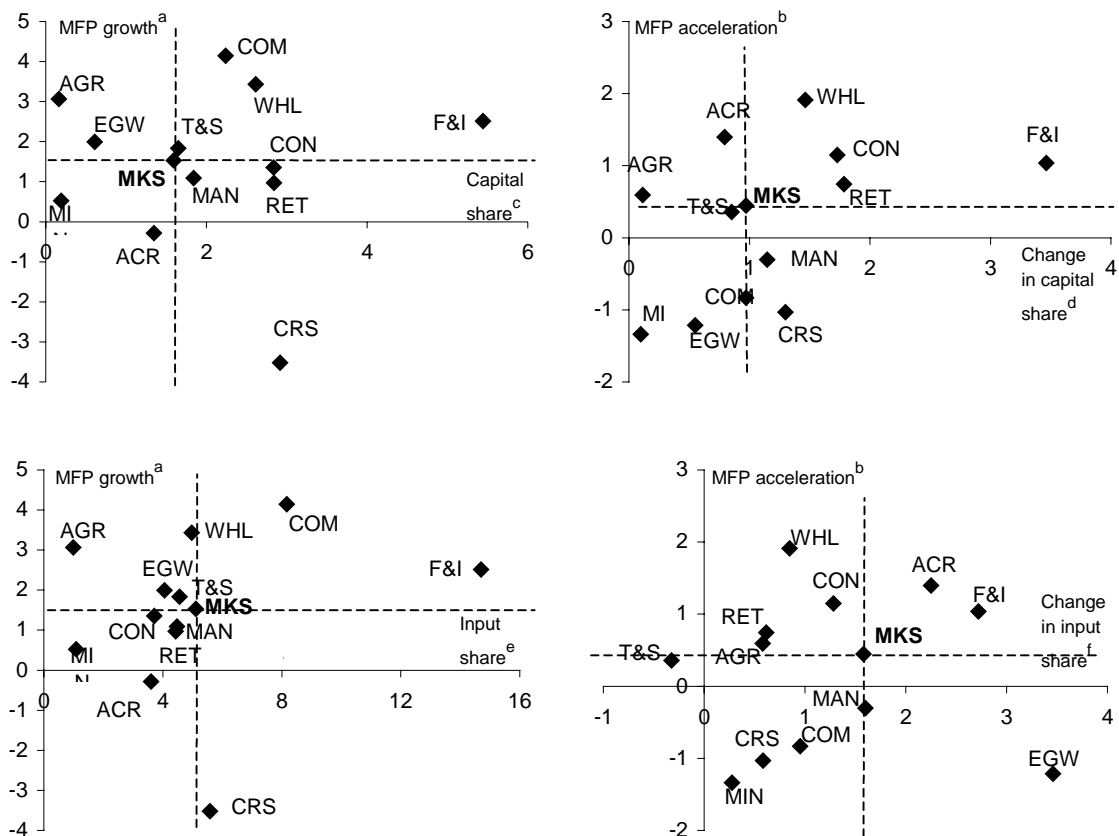 5
MFP growth^a
COM
4
AGR
WHL
3
F&I
EGW
T&S
2
CON
1
MKS
Capital
MAN
RET
share^c
MI
0
0
2
4
6
ACR
-1
-2
CRS
-3
-4
3
MFP acceleration^b
2
WHL
ACR
F&I
CON
1
AGR
RET
T&S
MKS
0
0
1
2
3
4
MAN
Change
in capital
share^d
COM
-1
MI
EGW
CRS
-2
5
MFP growth^a
COM
4
AGR
WHL
3
F&I
EGW
T&S
2
MKS
CON
MAN
Input
1
RET
share^e
MI
0
0
4
8
12
16
ACR
-1
-2
-3
CRS
-4
3
MFP acceleration^b
2
WHL
ACR
CON
F&I
1
Change
in input
share^f
RET
MKS
T&S
AGR
0
-1
0
1
2
3
4
MAN
CRS
COM
EGW
-1
MIN
-2